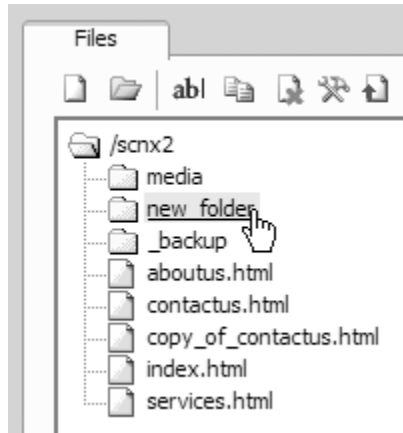 Files
abl
/scnx2
media
new_folder
_backup
aboutus.html
contactus.html
copy_of_contactus.html
index.html
services.html